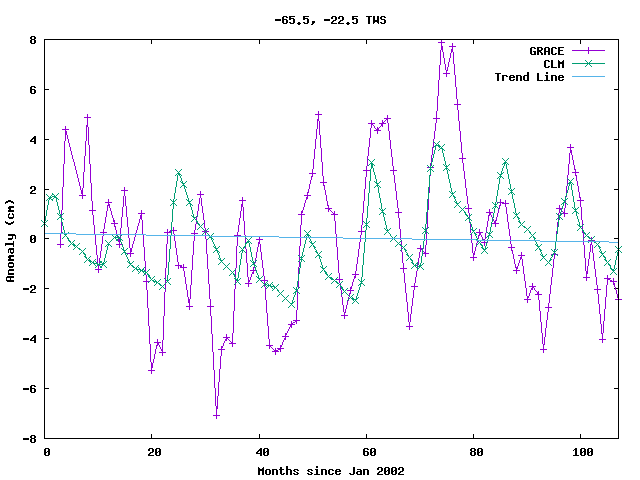 -65.5, -22.5 TWS
GRACE
CLM
Trend Line
8
6
4
2
0
-2
-4
-6
-8
Anomaly (cm)
0 20 40 60 80 100
Months since Jan 2002